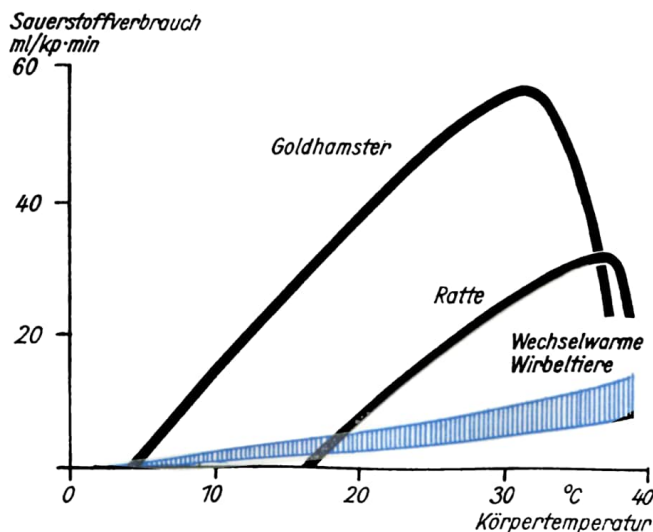 Sauerstoffverbrauch
ml/kp·min
60
Goldhamster
40
Ratte
20
Wechselwarme
Wirbeltiere
0
10
20
30
°C
40
Körpertemperatur